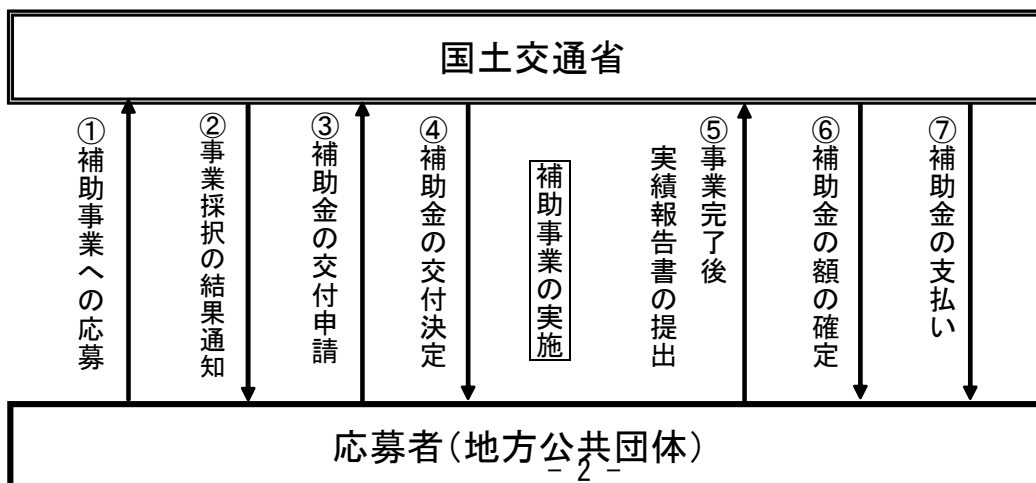 国土交通省
①補助事業への応募
②事業採択の結果通知
③補助金の交付申請
④補助金の交付決定
補助事業の実施
⑤事業完了後
実績報告書の提出
⑥補助金の額の確定
⑦補助金の支払い
応募者(地方公共団体)
- 2 -